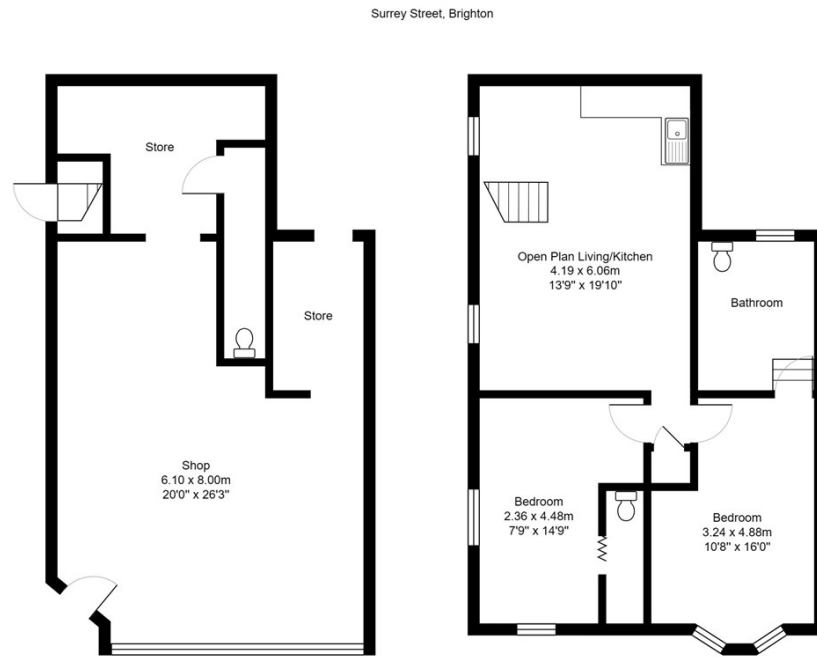 Surrey Street, Brighton
Store
Store
Shop
6.10 x 8.00m
20'0" x 26'3"
Open Plan Living/Kitchen
4.19 x 6.06m
13'9" x 19'10"
Bathroom
Bedroom
2.36 x 4.48m
7'9" x 14'9"
Bedroom
3.24 x 4.88m
10'8" x 16'0"